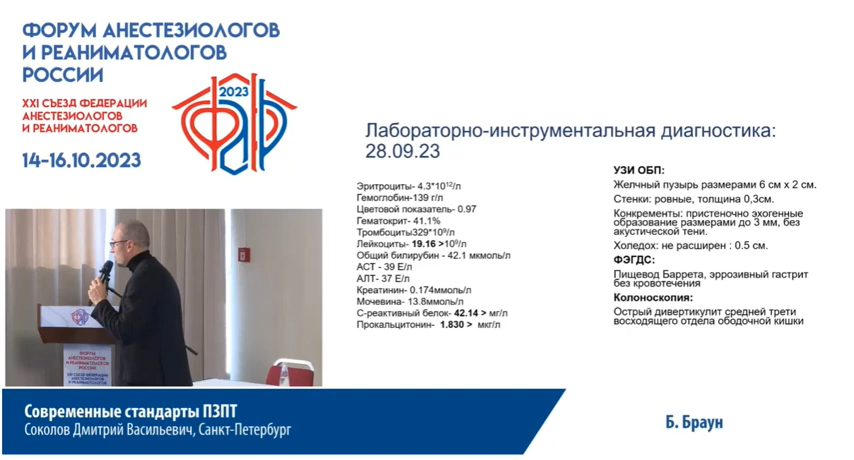 ФОРУМ АНЕСТЕЗИОЛОГОВ
И РЕАНИМАТОЛОГОВ
РОССИИ
XXI СЪЕЗД ФЕДЕРАЦИИ
АНЕСТЕЗИОЛОГОВ
И РЕАНИМАТОЛОГОВ
14-16.10.2023
2023
ФАР
Лабораторно-инструментальная диагностика:
28.09.23
Эритроциты- 4.3*10¹²/л
Гемоглобин-139 г/л
Цветовой показатель- 0.97
Гематокрит- 41.1%
Тромбоциты329*10⁹/л
Лейкоциты- 19.16 >10⁹/л
Общий билирубин - 42.1 мкмоль/л
АСТ - 39 Е/л
АЛТ- 37 Е/л
Креатинин- 0.174ммоль/л
Мочевина- 13.8ммоль/л
С-реактивный белок- 42.14 > мг/л
Прокальцитонин- 1.830 > мкг/л
УЗИ ОБП:
Желчный пузырь размерами 6 см х 2 см.
Стенки: ровные, толщина 0,3см.
Конкременты: пристеночно эхогенные
образование размерами до 3 мм, без
акустической тени.
Холедох: не расширен : 0.5 см.
ФЭГДС:
Пищевод Баррета, эррозивный гастрит
без кровотечения
Колоноскопия:
Острый дивертикулит средней трети
восходящего отдела ободочной кишки
ФОРУМ
АНЕСТЕЗИОЛОГОВ
И РЕАНИМАТОЛОГОВ
РОССИИ
Современные стандарты ПЗПТ
Соколов Дмитрий Васильевич, Санкт-Петербург
Б. Браун